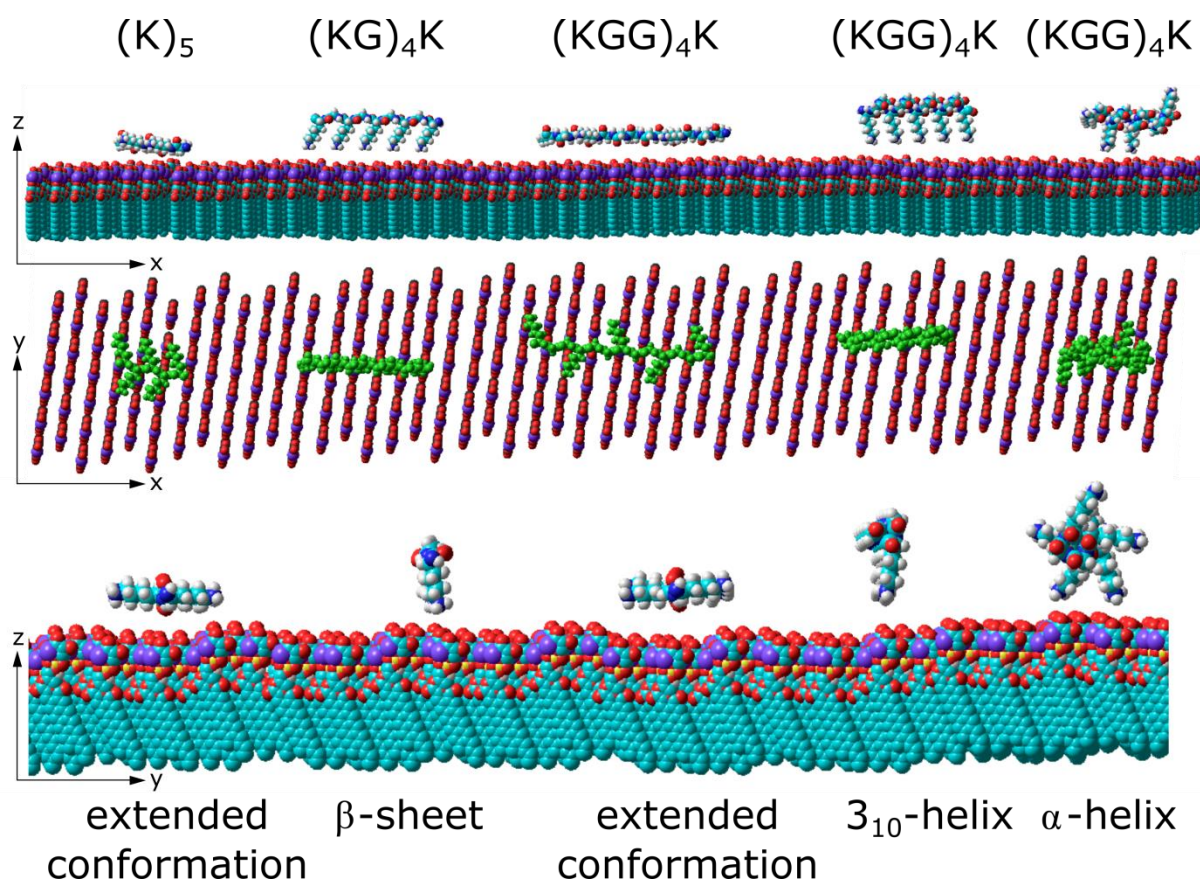 (K)₅ (KG)₄K (KGG)₄K (KGG)₄K (KGG)₄K
z
x
y
x
z
y
extended conformation
β-sheet
extended conformation
3₁₀-helix
α-helix